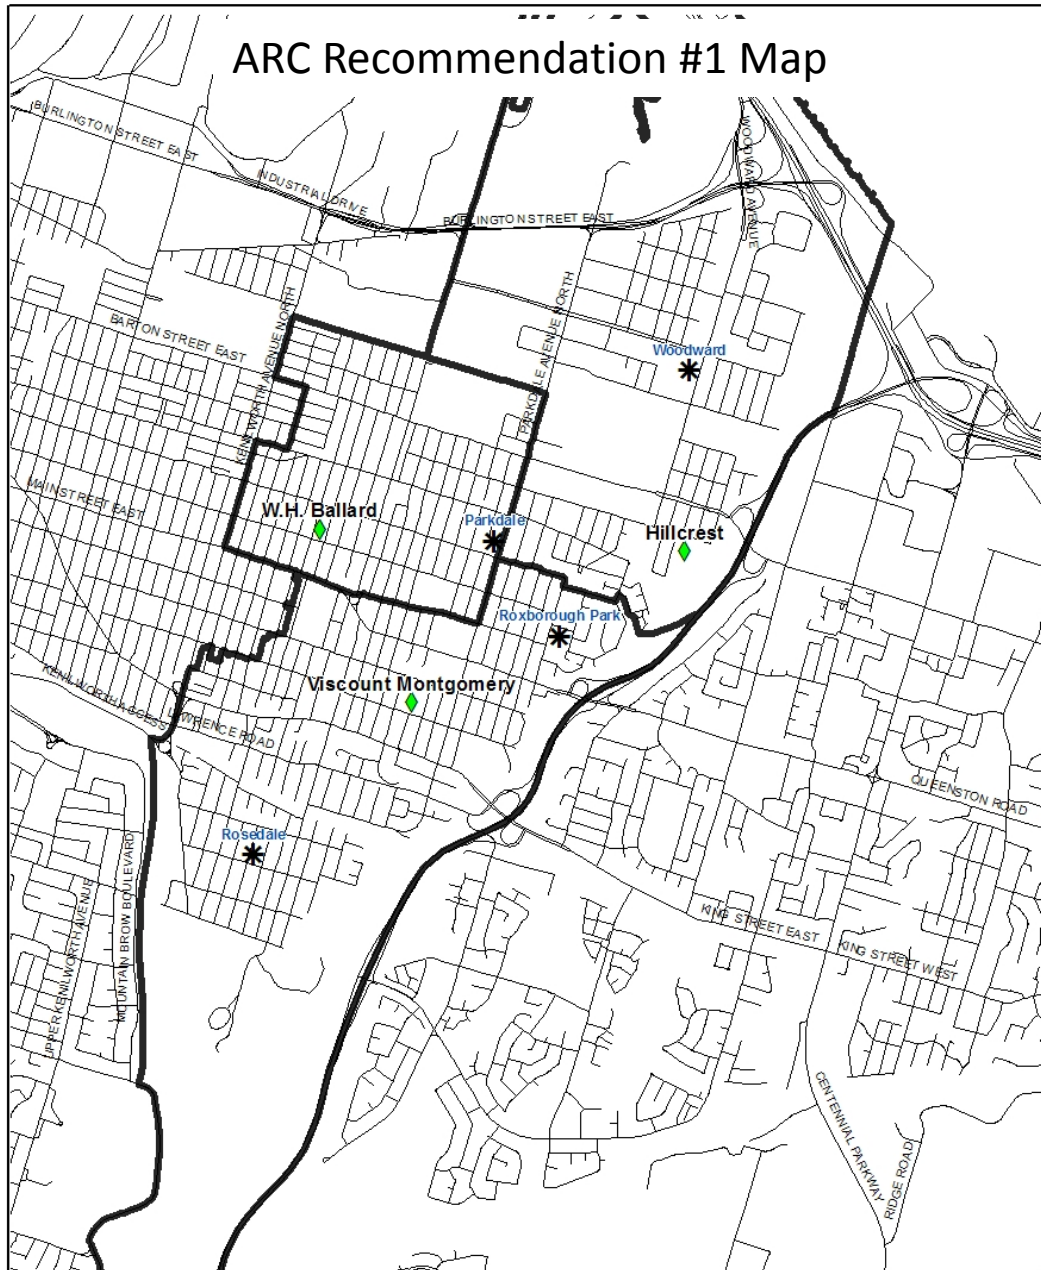 ARC Recommendation #1 Map
BURLINGTON STREET EAST
INDUSTRIAL DRIVE
BURLINGTON STREET EAST
WOODWARD AVENUE
KENILWORTH AVENUE NORTH
PARKDALE AVENUE NORTH
BARTON STREET EAST
Woodward
MAIN STREET EAST
W.H. Ballard
Parkdale
Hillcrest
Roxborough Park
KENILWORTH ACCESS
Viscount Montgomery
LAWRENCE ROAD
QUEENSTON ROAD
Rosedale
MOUNTAIN BROW BOULEVARD
UPPER KENILWORTH AVENUE
KING STREET EAST
KING STREET WEST
CENTENNIAL PARKWAY
RIDGE ROAD